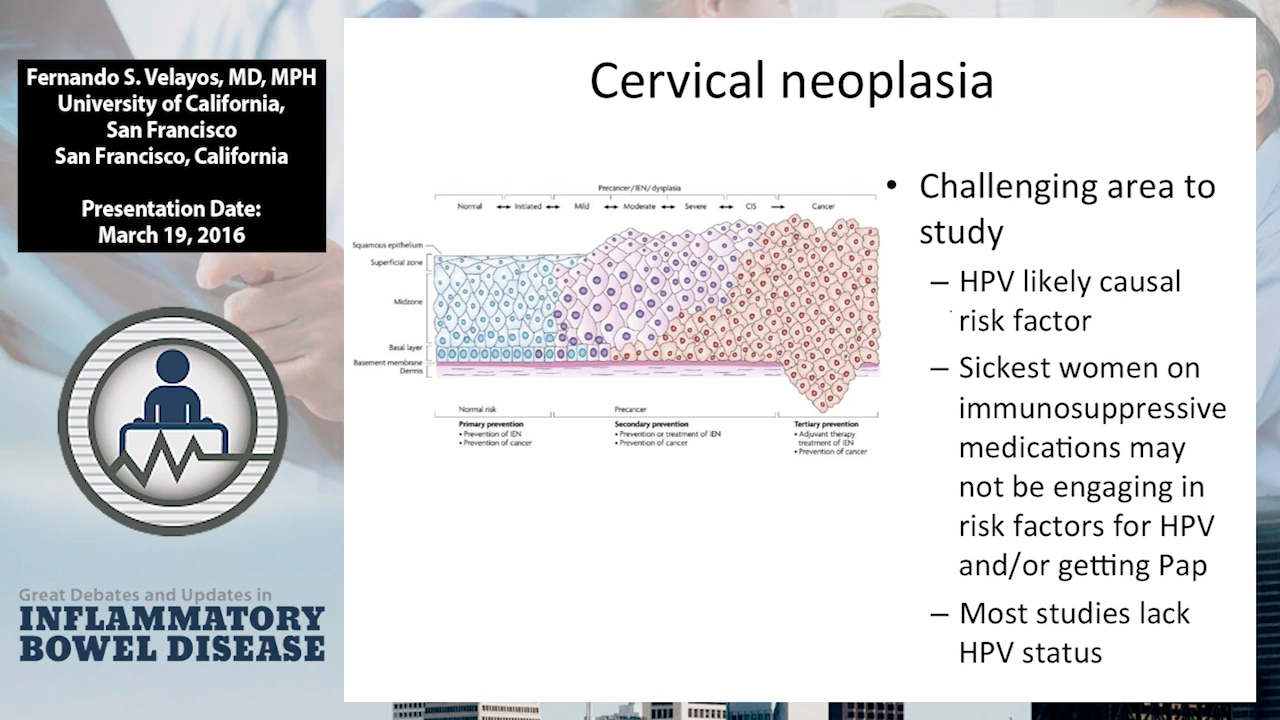 Fernando S. Velayos, MD, MPH
University of California,
San Francisco
San Francisco, California
Presentation Date:
March 19, 2016
Great Debates and Updates in
INFLAMMATORY
BOWEL DISEASE
Cervical neoplasia
Precancer/IEN/dysplasia
Normal Initiated Mild Moderate Severe CIS Cancer
Squamous epithelium
Superficial zone
Midzone
Basal layer
Basement membrane
Dermis
Normal risk
Primary prevention
• Prevention of IEN
• Prevention of cancer
Precancer
Secondary prevention
• Prevention or treatment of IEN
• Prevention of cancer
Tertiary prevention
• Adjuvant therapy
treatment of IEN
• Prevention of cancer
• Challenging area to
study
– HPV likely causal
risk factor
– Sickest women on
immunosuppressive
medications may
not be engaging in
risk factors for HPV
and/or getting Pap
– Most studies lack
HPV status